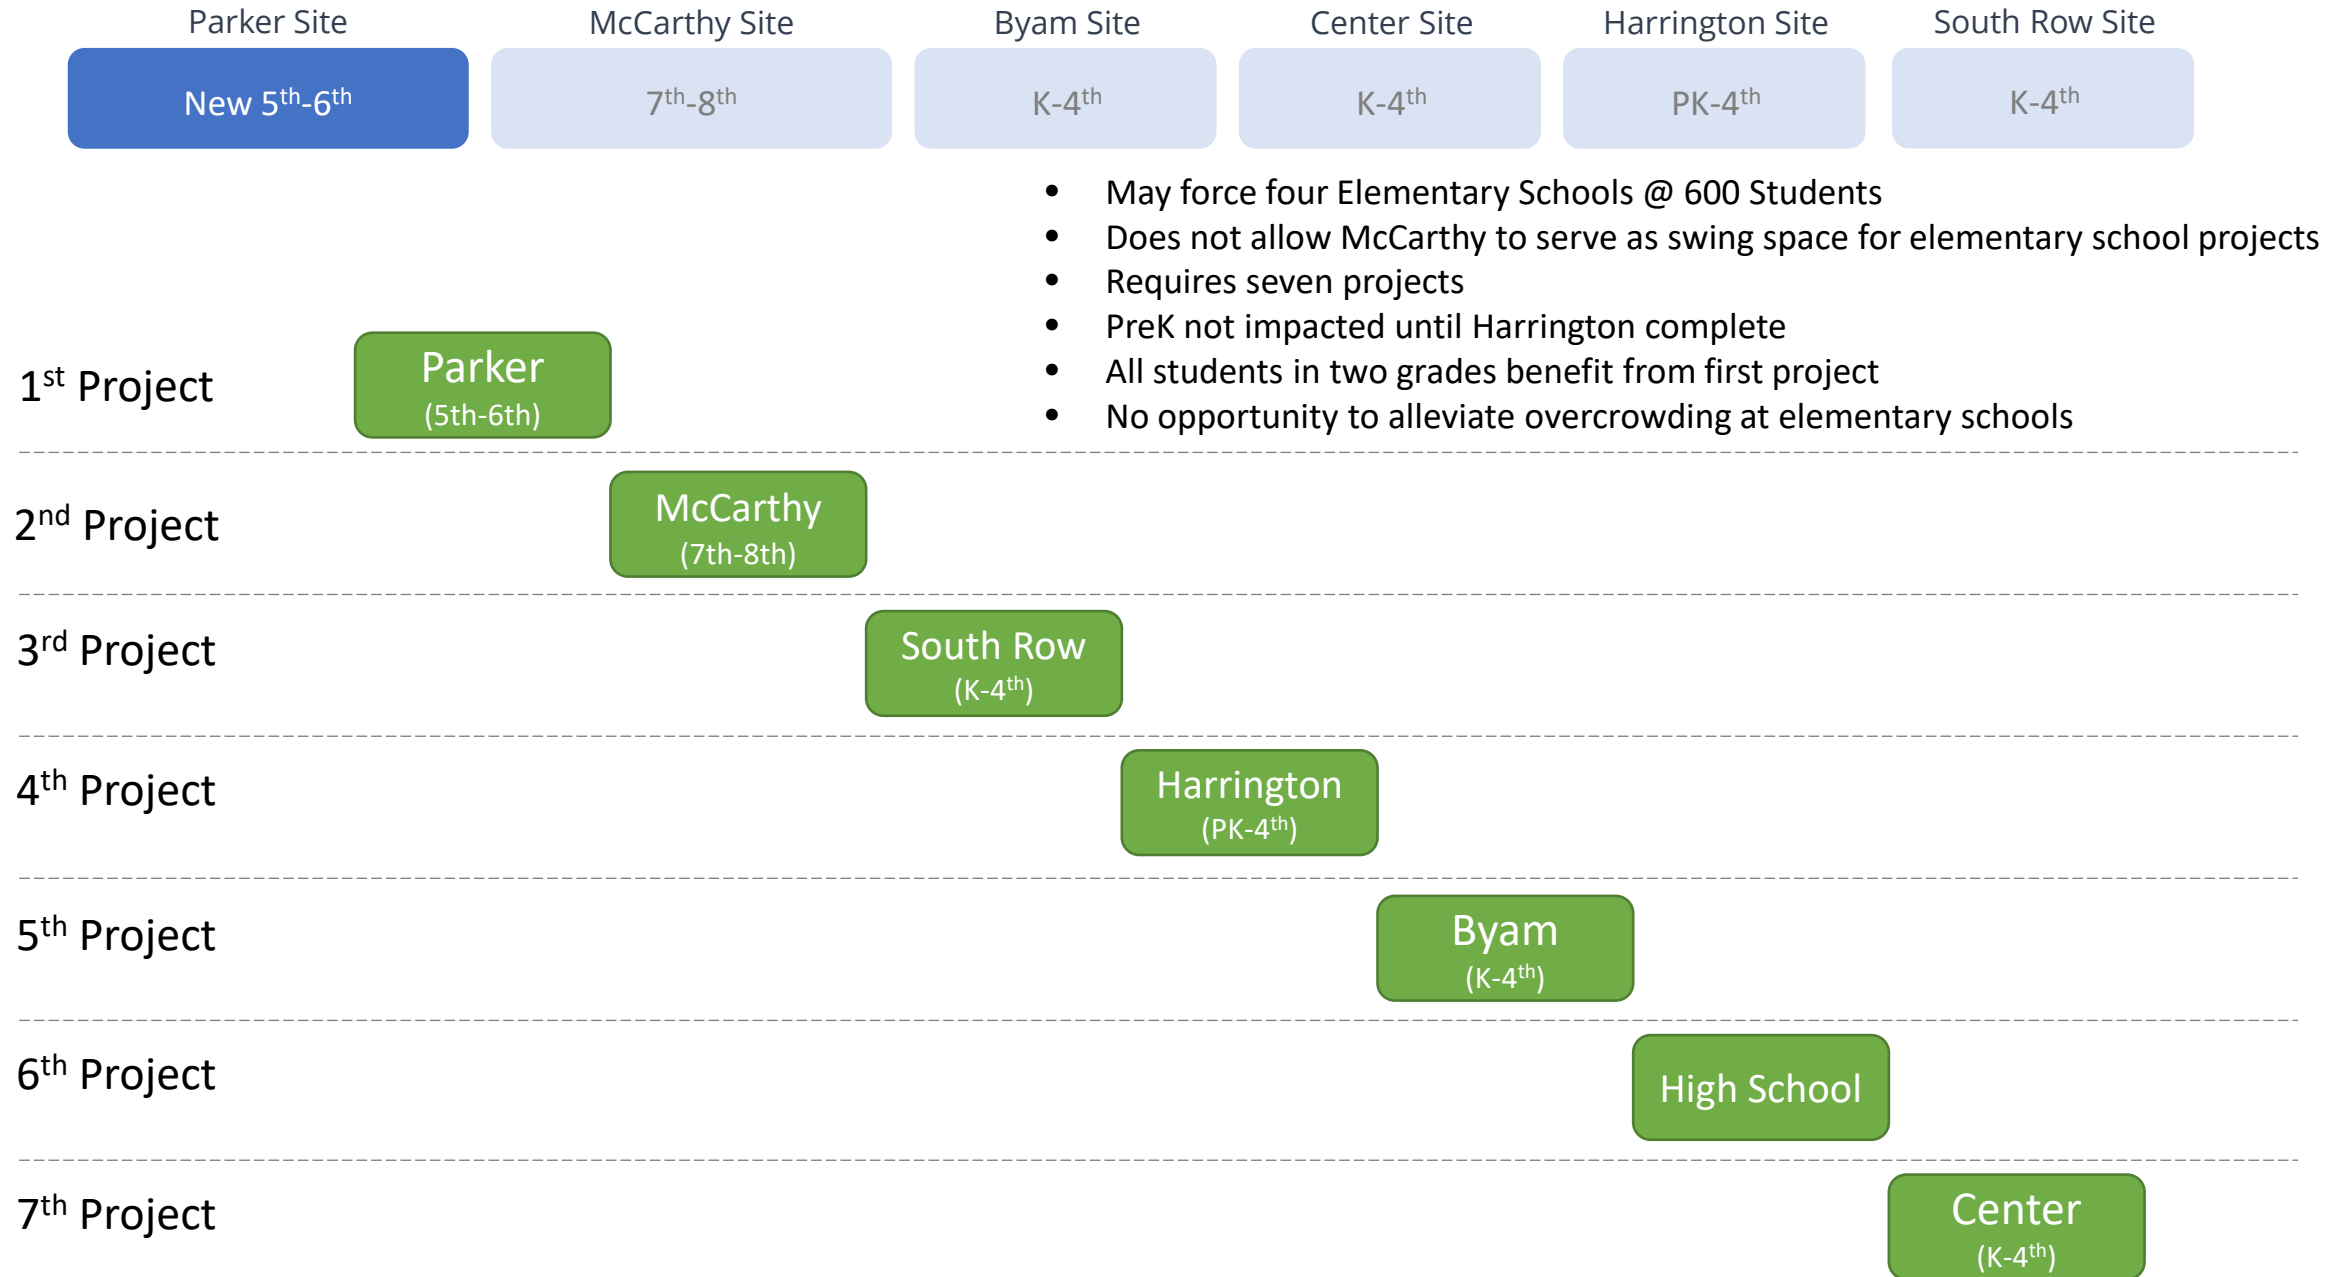 Parker Site
McCarthy Site
Byam Site
Center Site
Harrington Site
South Row Site
New 5th-6th
7th-8th
K-4th
K-4th
PK-4th
K-4th
• May force four Elementary Schools @ 600 Students
• Does not allow McCarthy to serve as swing space for elementary school projects
• Requires seven projects
• PreK not impacted until Harrington complete
• All students in two grades benefit from first project
• No opportunity to alleviate overcrowding at elementary schools
1st Project
Parker
(5th-6th)
2nd Project
McCarthy
(7th-8th)
3rd Project
South Row
(K-4th)
4th Project
Harrington
(PK-4th)
5th Project
Byam
(K-4th)
6th Project
High School
7th Project
Center
(K-4th)